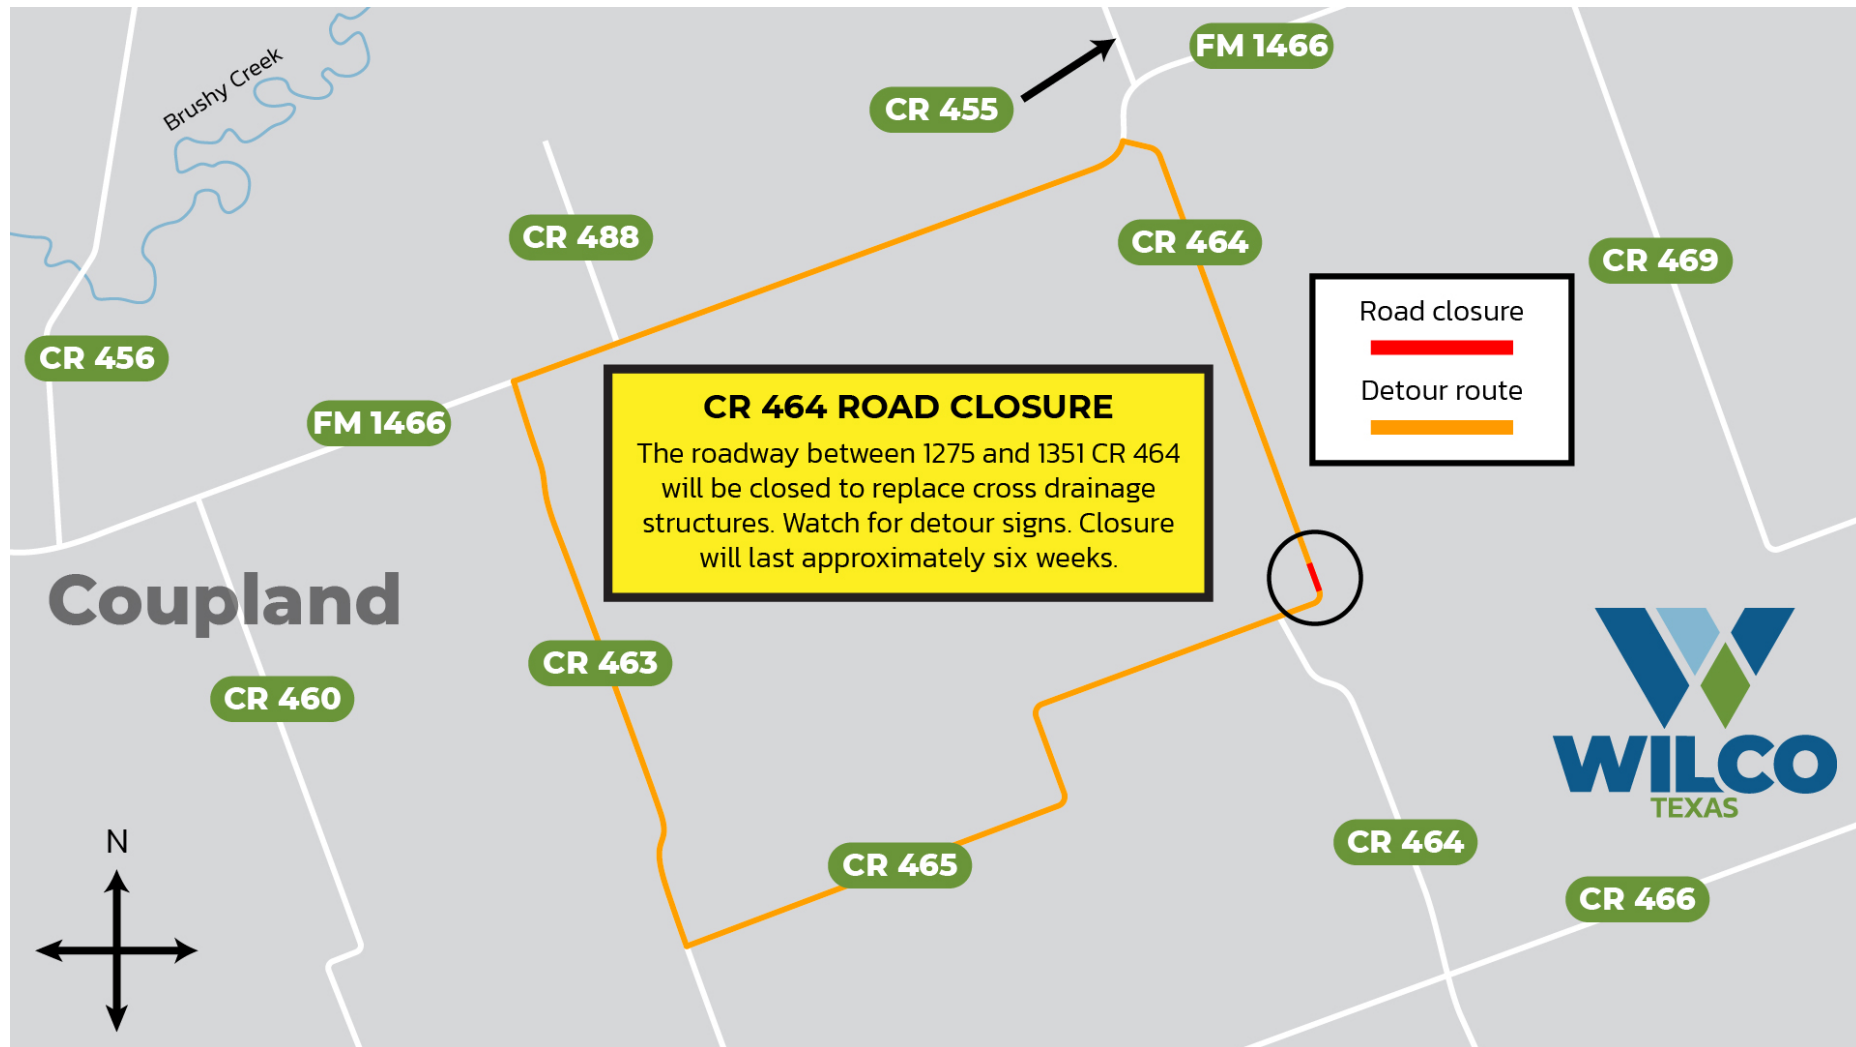 Brushy Creek
FM 1466
CR 455
CR 488
CR 464
CR 469
CR 456
FM 1466
Road closure
Detour route
CR 464 ROAD CLOSURE
The roadway between 1275 and 1351 CR 464
will be closed to replace cross drainage
structures. Watch for detour signs. Closure
will last approximately six weeks.
Coupland
CR 463
CR 460
WILCO
TEXAS
CR 465
CR 464
CR 466
N